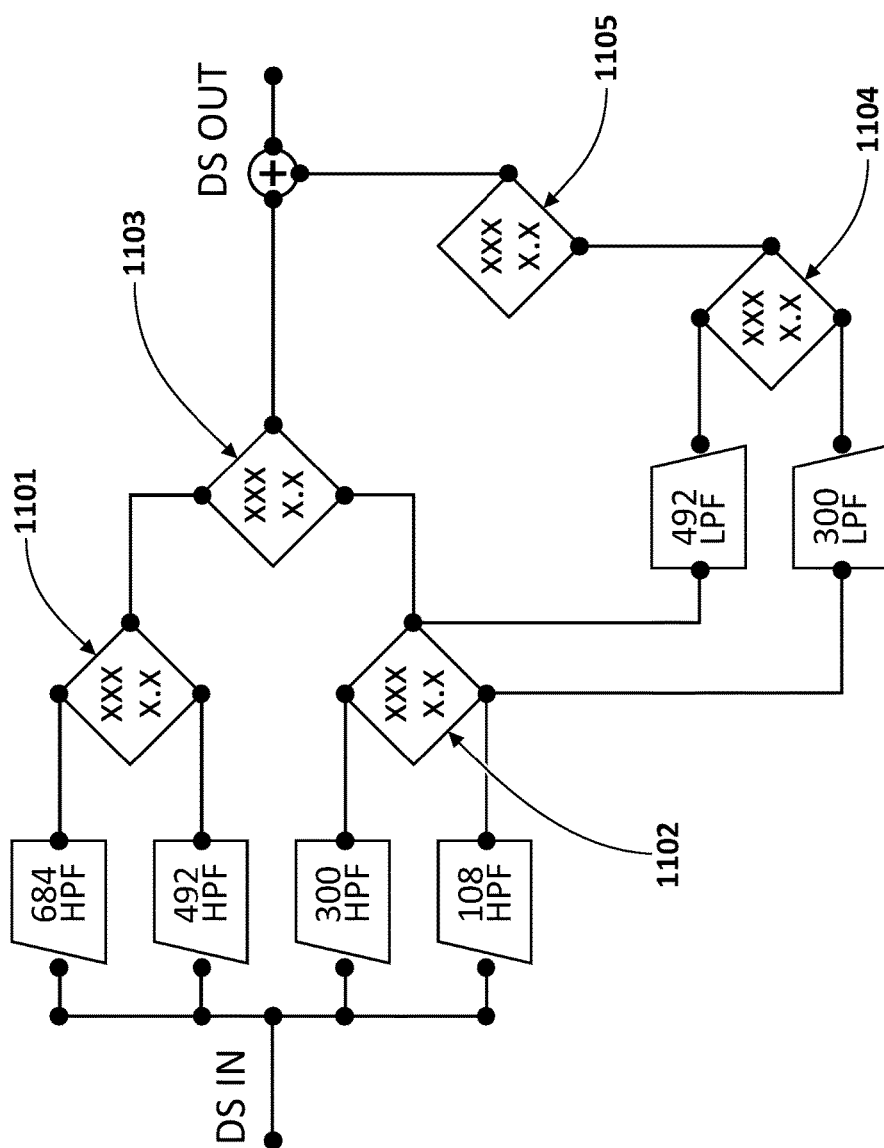 DS IN
684
HPF
492
HPF
300
HPF
108
HPF
1101
XXX
X.X
1102
XXX
X.X
1103
XXX
X.X
492
LPF
300
LPF
1104
XXX
X.X
1105
XXX
X.X
+
DS OUT